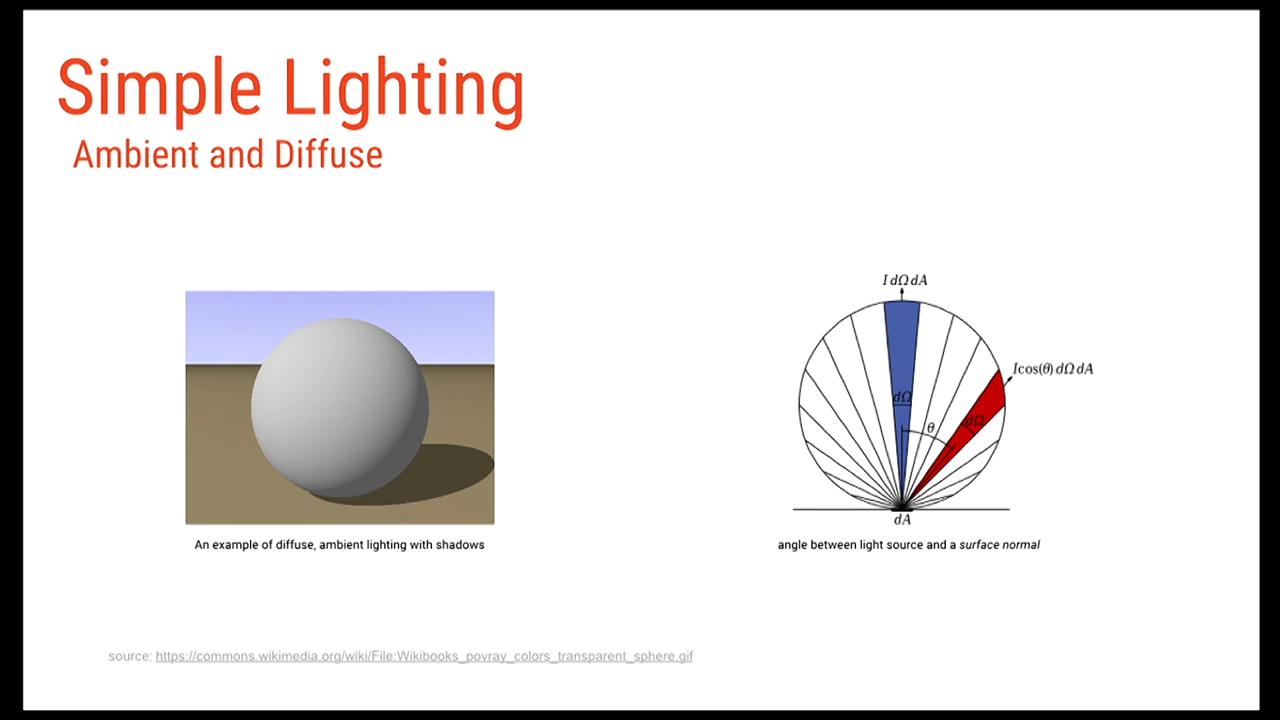 Simple Lighting
Ambient and Diffuse
I dΩ dA
Icos(θ) dΩ dA
dΩ
dΩ
θ
dA
An example of diffuse, ambient lighting with shadows
angle between light source and a surface normal
source: https://commons.wikimedia.org/wiki/File:Wikibooks_povray_colors_transparent_sphere.gif